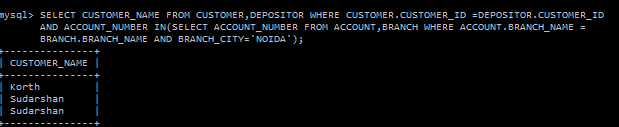 mysql> SELECT CUSTOMER_NAME FROM CUSTOMER,DEPOSITOR WHERE CUSTOMER.CUSTOMER_ID =DEPOSITOR.CUSTOMER_ID
AND ACCOUNT_NUMBER IN(SELECT ACCOUNT_NUMBER FROM ACCOUNT,BRANCH WHERE ACCOUNT.BRANCH_NAME =
BRANCH.BRANCH_NAME AND BRANCH_CITY='NOIDA');
+---------------+
| CUSTOMER_NAME |
+---------------+
| Korth |
| Sudarshan |
| Sudarshan |
+---------------+